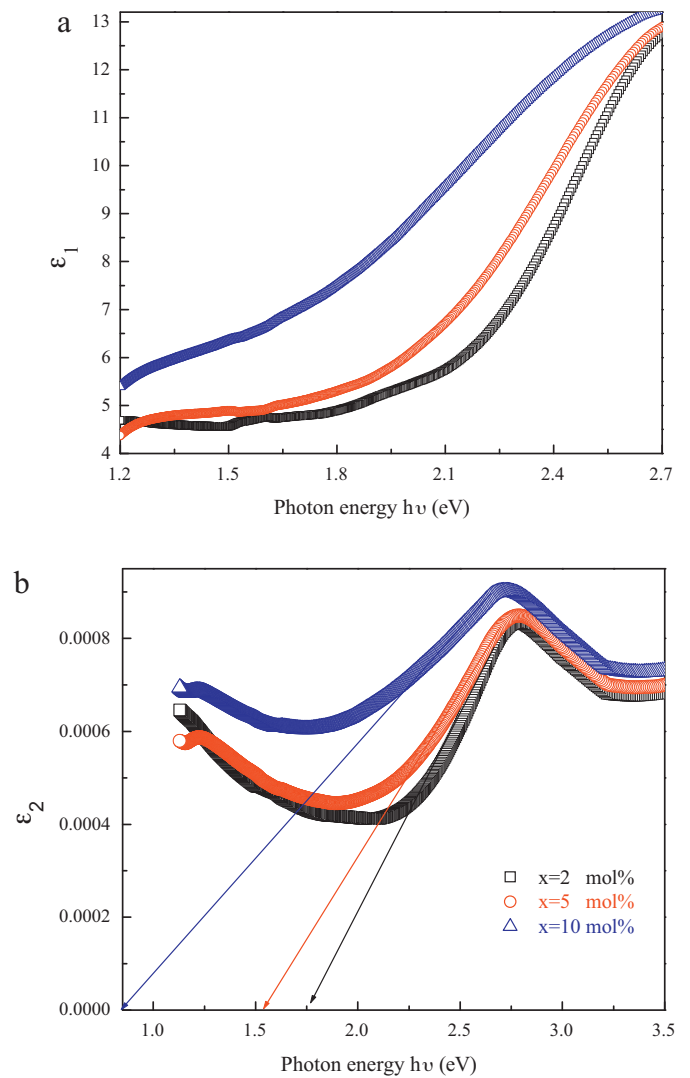 a
13
12
11
10
9
8
7
6
5
4
ε1
1.2 1.5 1.8 2.1 2.4 2.7
Photon energy hυ (eV)
b
0.0008
0.0006
0.0004
0.0002
0.0000
ε2
x=2 mol%
x=5 mol%
x=10 mol%
1.0 1.5 2.0 2.5 3.0 3.5
Photon energy hυ (eV)